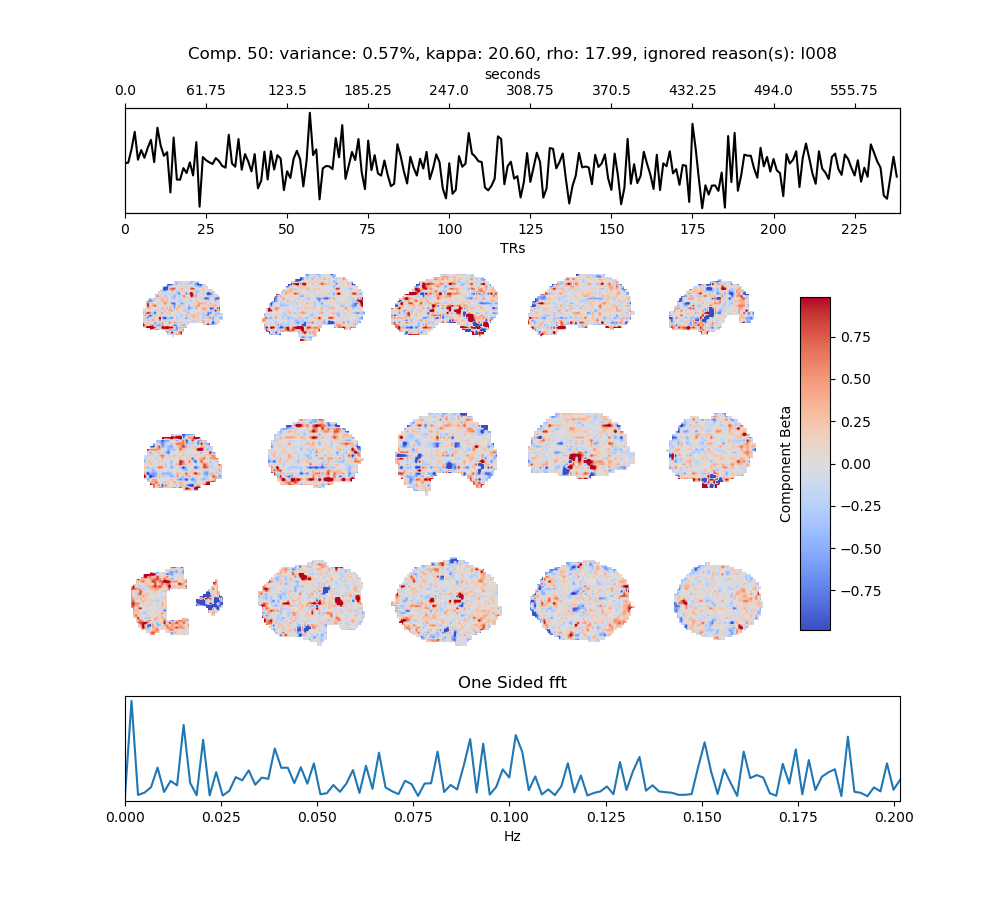 Comp. 50: variance: 0.57%, kappa: 20.60, rho: 17.99, ignored reason(s): I008
seconds
0.0 61.75 123.5 185.25 247.0 308.75 370.5 432.25 494.0 555.75
0 25 50 75 100 125 150 175 200 225
TRs
0.75
0.50
0.25
0.00
−0.25
−0.50
−0.75
Component Beta
One Sided fft
0.000 0.025 0.050 0.075 0.100 0.125 0.150 0.175 0.200
Hz